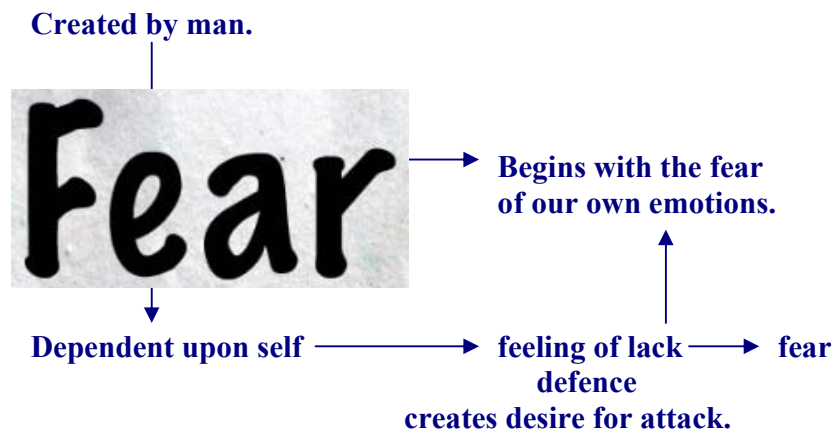 Created by man.
Fear
Begins with the fear
of our own emotions.
Dependent upon self
feeling of lack
fear
defence
creates desire for attack.